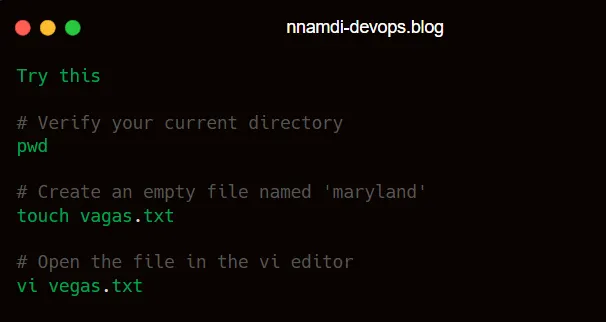 nnamdi-devops.blog
Try this
# Verify your current directory
pwd
# Create an empty file named 'maryland'
touch vagas.txt
# Open the file in the vi editor
vi vegas.txt